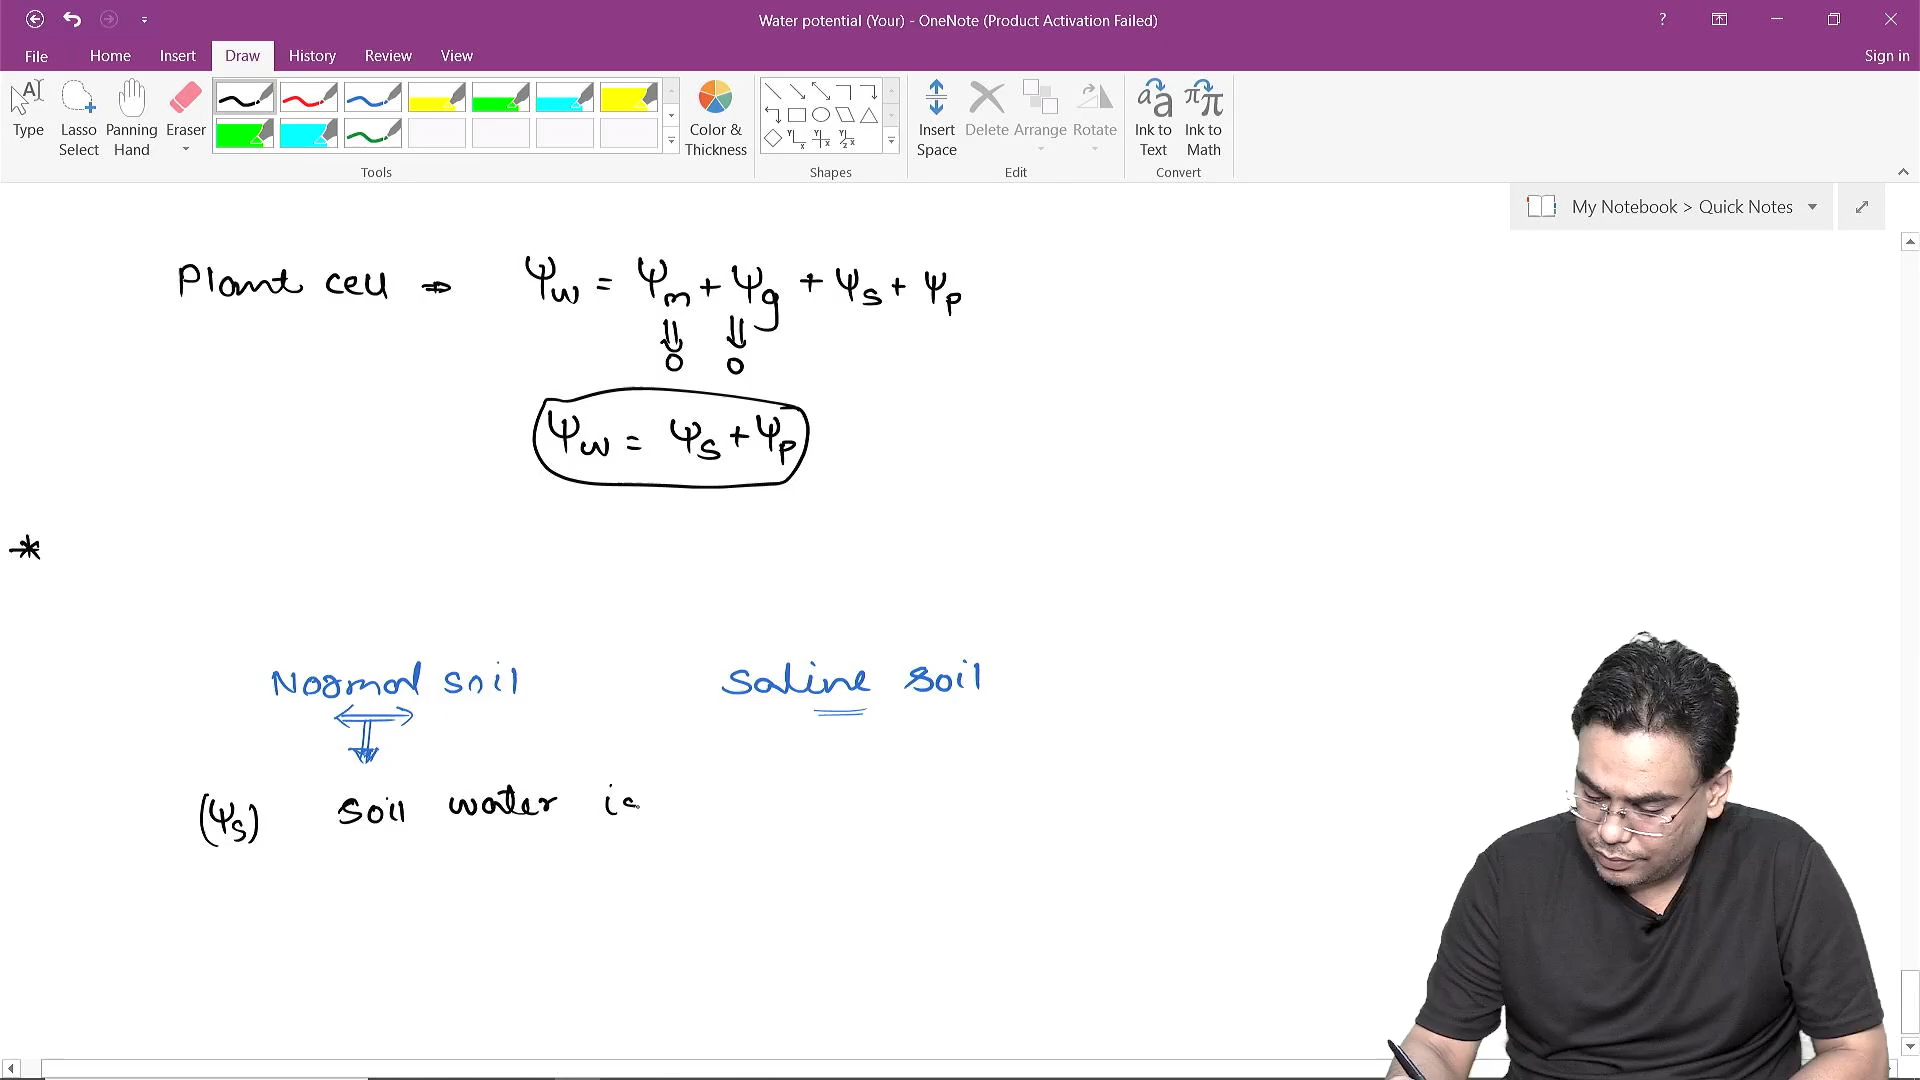 Water potential (Your) - OneNote (Product Activation Failed)
?
File Home Insert Draw History Review View
Sign in
Type
Lasso Select
Panning Hand
Eraser
Color & Thickness
Insert Space
Delete
Arrange
Rotate
Ink to Text
Ink to Math
Tools
Shapes
Edit
Convert
My Notebook > Quick Notes
Plant cell ⇒ Ψw = Ψm + Ψg + Ψs + Ψp
0 0
Ψw = Ψs + Ψp
*
Normal soil Saline soil
(Ψs) soil water is